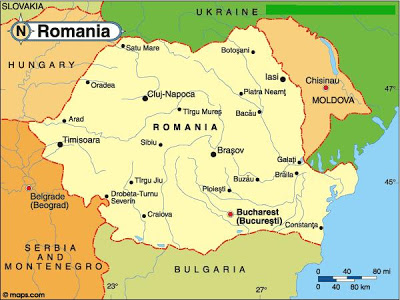 SLOVAKIA
UKRAINE
N Romania
Satu Mare
Botoşani
HUNGARY
Oradea
Iasi
Chisinau
MOLDOVA
Cluj-Napoca
Piatra Neamţ
47°
Tîrgu Mureş
Bacău
Arad
ROMANIA
Timisoara
Sibiu
Braşov
Galaţi
Tîrgu Jiu
Buzău
Brăila
45°
Ploieşti
Belgrade
(Beograd)
Drobeta-Turnu
Severin
Craiova
Bucharest
(Bucureşti)
Constanţa
SERBIA
AND
MONTENEGRO
BULGARIA
0 40 80 mi
0 40 80 km
23°
27°
© maps.com